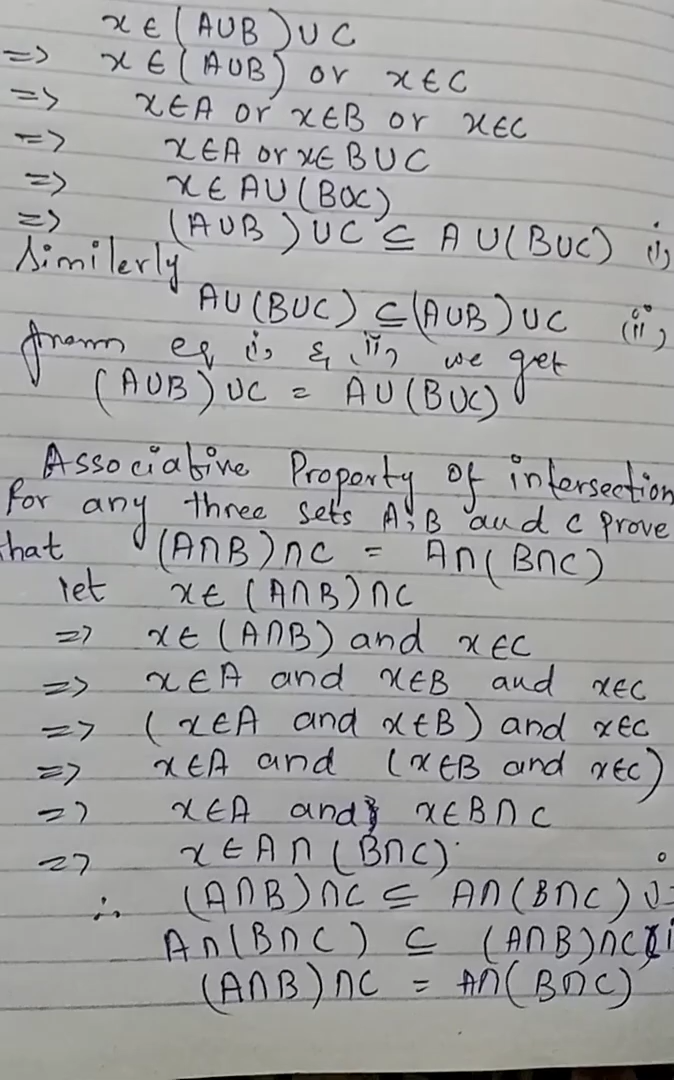 x ∈ (A∪B) ∪ C
=> x ∈ (A∪B) or x ∈ C
=> x∈A or x∈B or x∈C
=> x∈A or x∈ B∪C
=> x∈ A∪(B∪C)
=> (A∪B)∪C ⊆ A∪(B∪C) (i)
Similerly
A∪(B∪C) ⊆ (A∪B)∪C (ii)
from eq i, & ii, we get
(A∪B)∪C = A∪(B∪C)
Associative Property of intersection
for any three sets A, B and C prove
that (A∩B)∩C = A∩(B∩C)
let x∈ (A∩B)∩C
=> x∈ (A∩B) and x∈C
=> x∈A and x∈B and x∈C
=> (x∈A and x∈B) and x∈C
=> x∈A and (x∈B and x∈C)
=> x∈A and x∈B∩C
=> x∈A∩(B∩C)
∴ (A∩B)∩C ⊆ A∩(B∩C) i
A∩(B∩C) ⊆ (A∩B)∩C
(A∩B)∩C = A∩(B∩C)